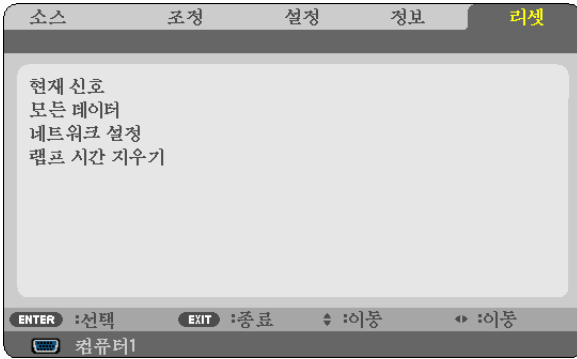 소스 조정 설정 정보 리셋
현재 신호
모든 데이터
네트워크 설정
램프 시간 지우기
ENTER :선택 EXIT :종료 :이동 :이동
컴퓨터1